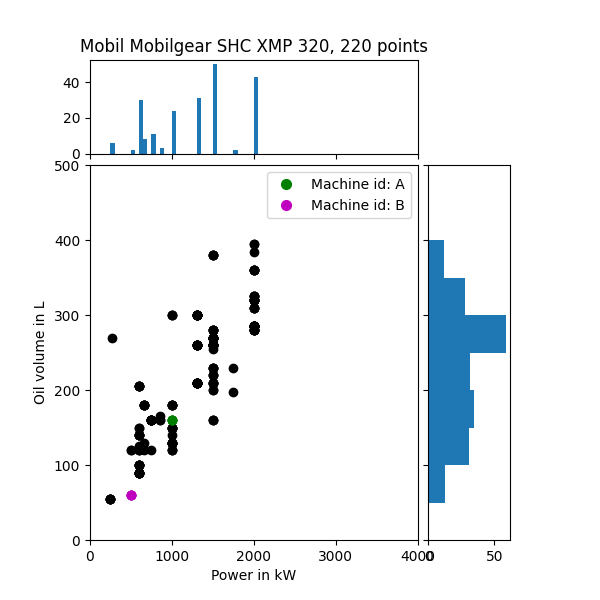 Mobil Mobilgear SHC XMP 320, 220 points
40
20
0
500
400
300
200
100
0
Oil volume in L
Machine id: A
Machine id: B
0 1000 2000 3000 4000
0 50
Power in kW